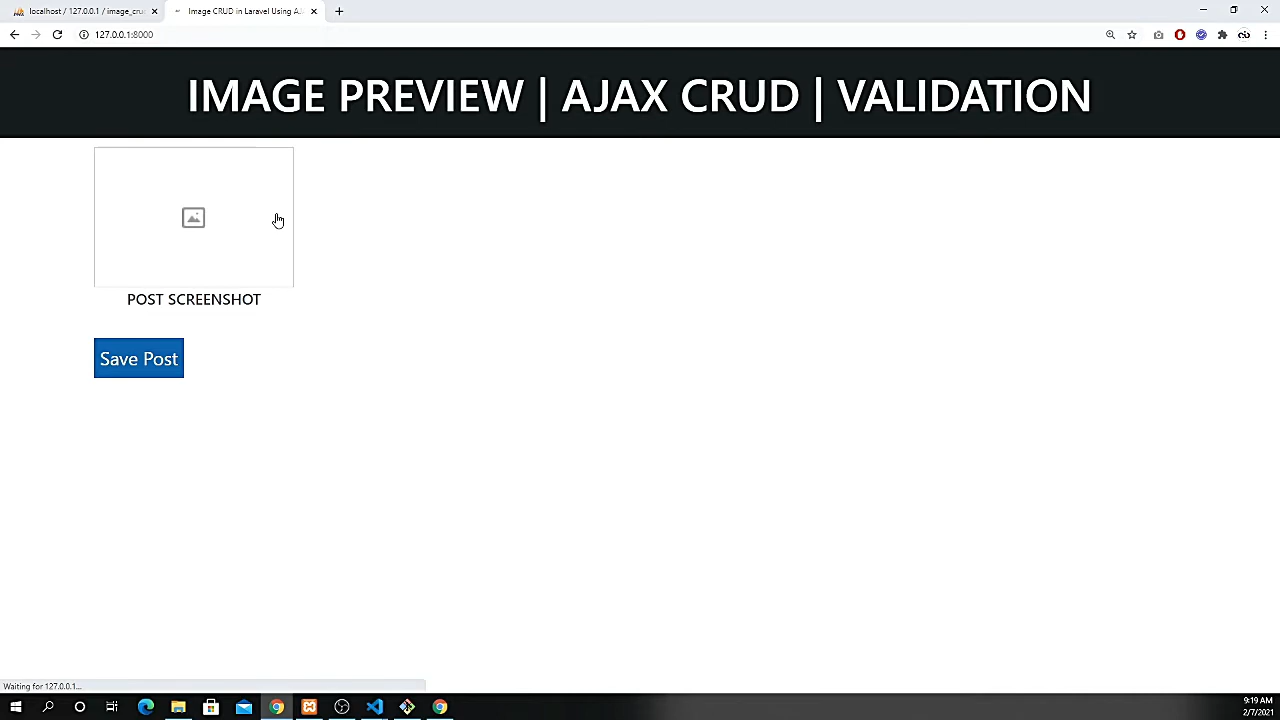 localhost / 127.0.0.1 / image_cru
Image CRUD in Laravel Using AJ
127.0.0.1:8000
IMAGE PREVIEW | AJAX CRUD | VALIDATION
POST SCREENSHOT
Save Post
Waiting for 127.0.0.1...
9:19 AM
2/7/2021